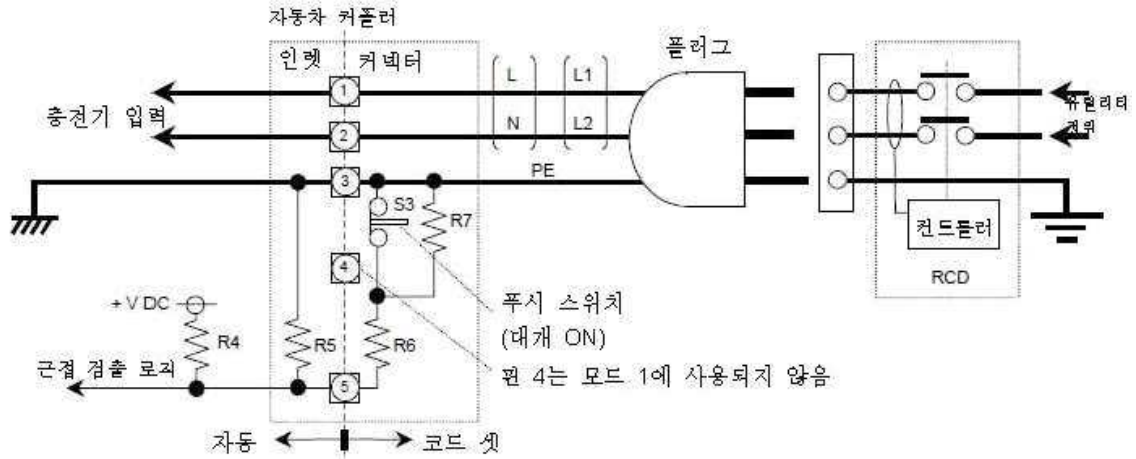 자동차 커플러
인렛
커넥터
플러그
1
L
L1
충전기 입력
유틸리티
2
N
L2
전원
3
PE
S3
R7
컨트롤러
4
RCD
+ V DC
푸시 스위치
(대개 ON)
R4
R5
R6
근접 검출 로직
핀 4는 모드 1에 사용되지 않음
5
자동
코드 셋